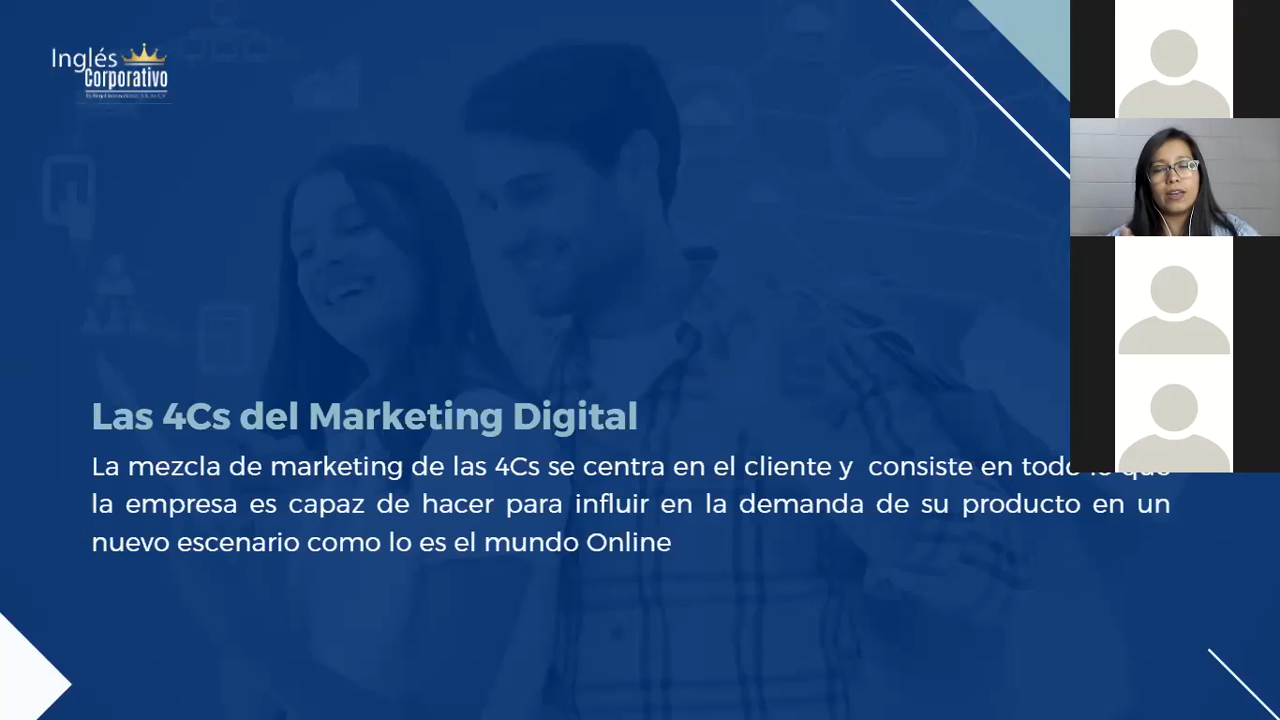 Inglés
Corporativo
Las 4Cs del Marketing Digital
La mezcla de marketing de las 4Cs se centra en el cliente y consiste en todo lo que
la empresa es capaz de hacer para influir en la demanda de su producto en un
nuevo escenario como lo es el mundo Online